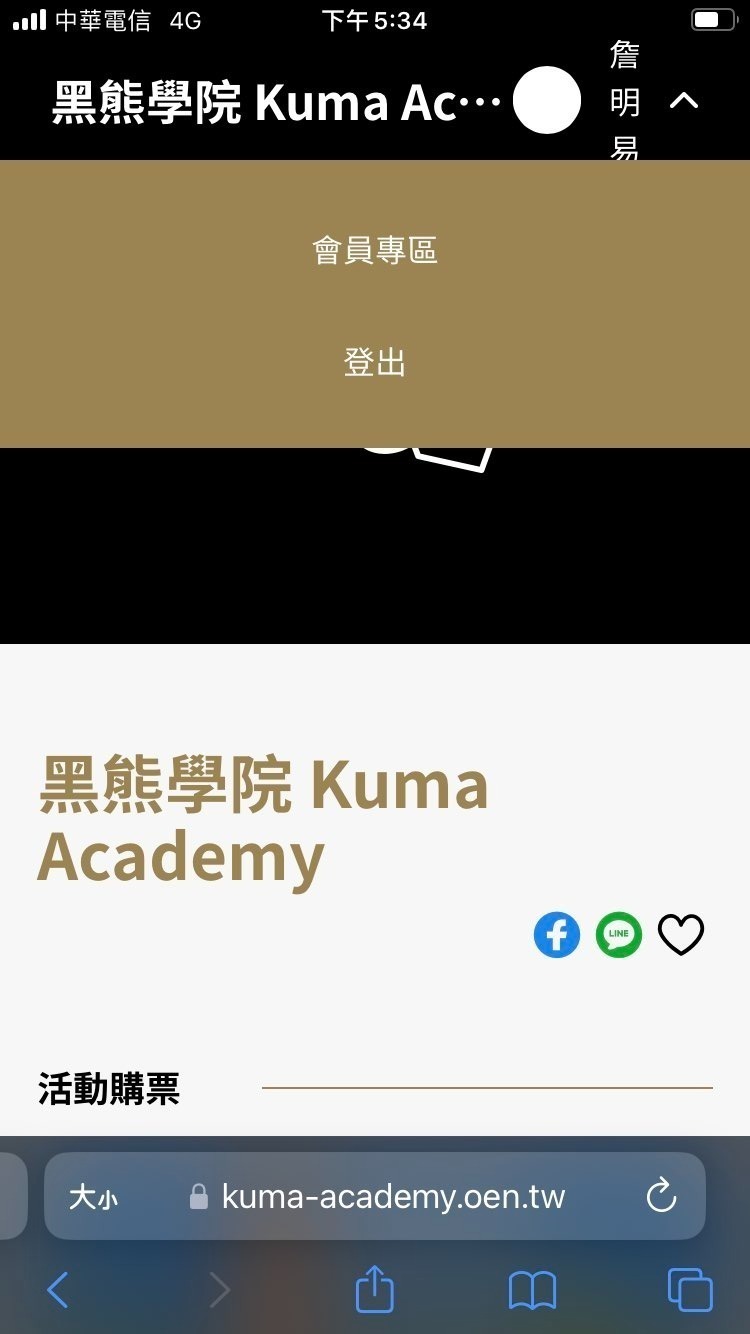 中華電信 4G 下午5:34
黑熊學院 Kuma Ac… 詹明易
會員專區
登出
黑熊學院 Kuma
Academy
LINE
活動購票
大小 kuma-academy.oen.tw